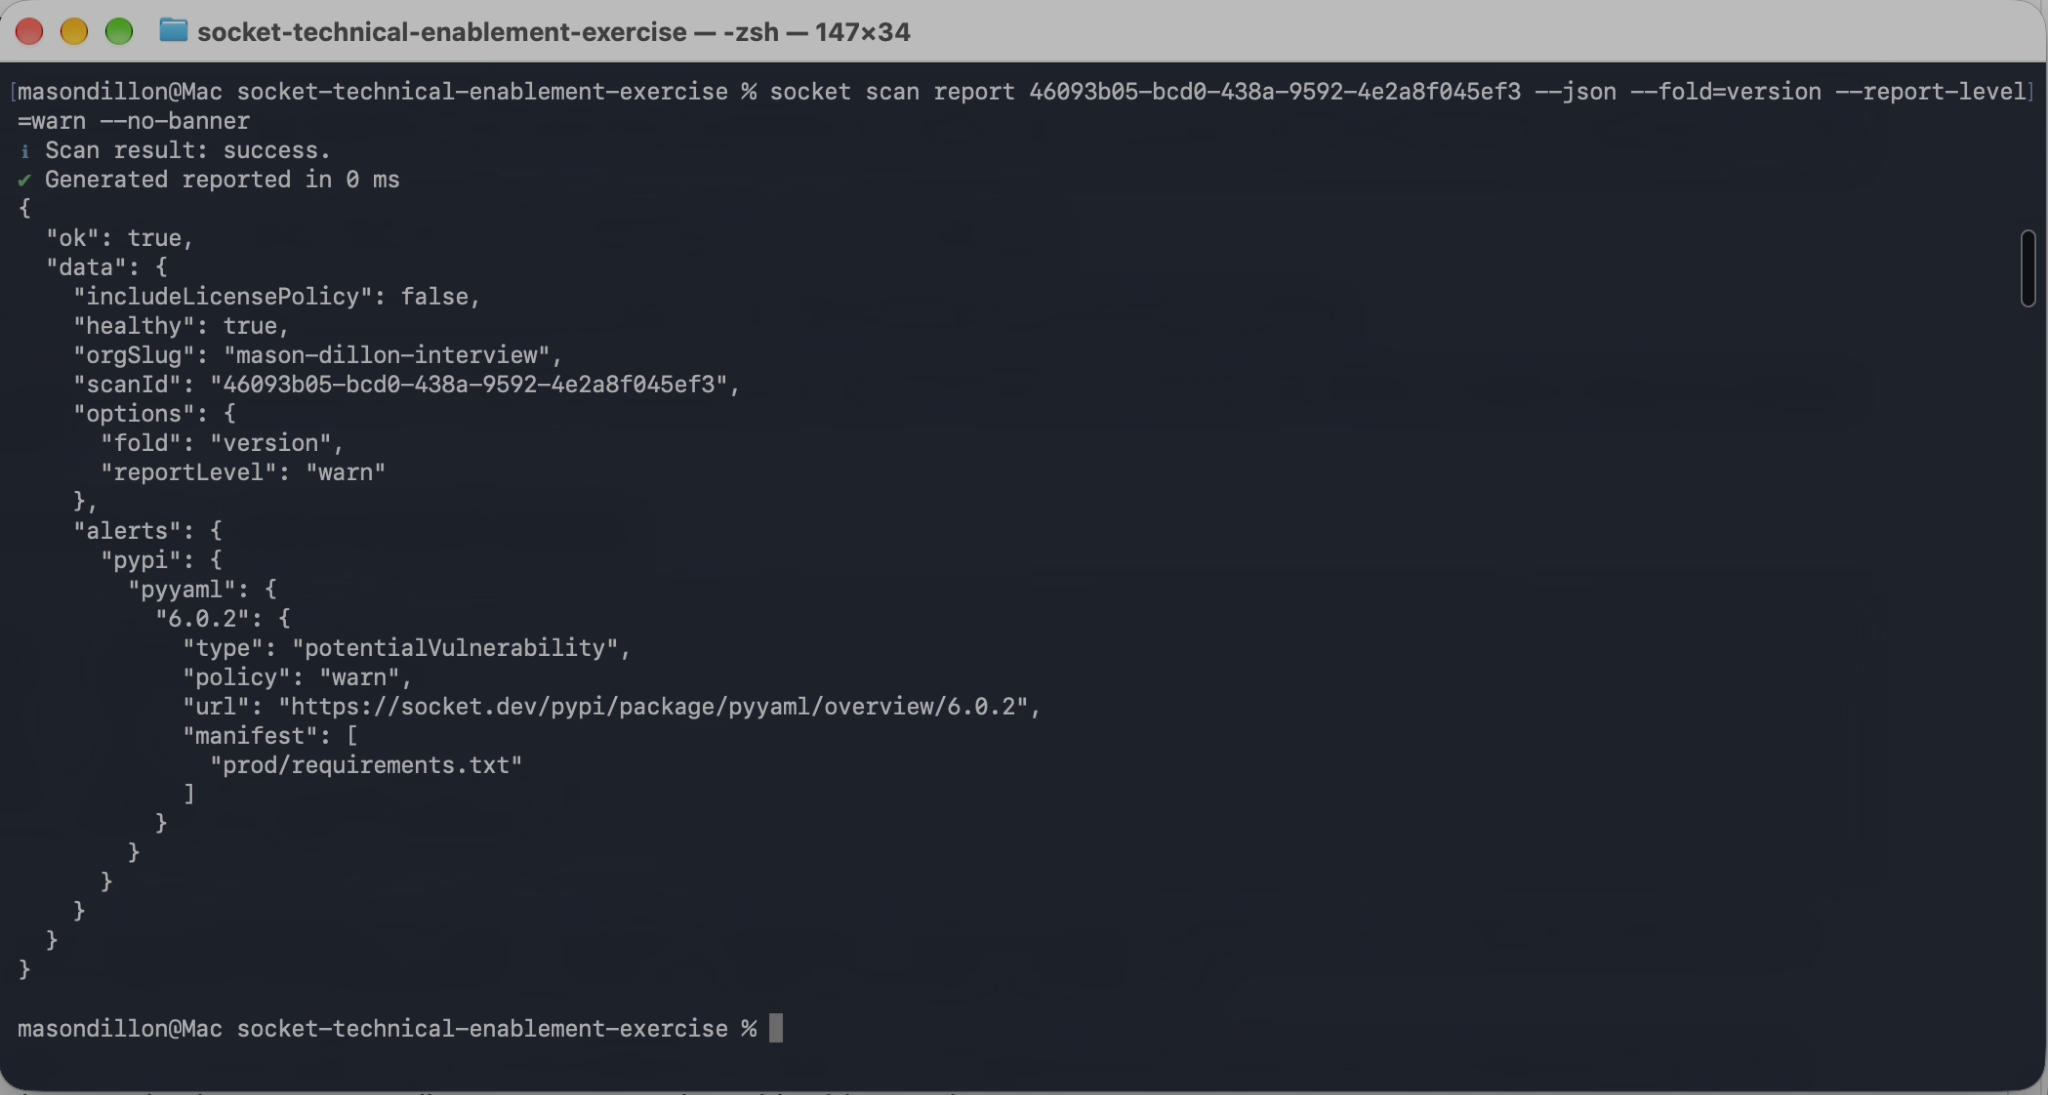 socket-technical-enablement-exercise — -zsh — 147×34
[masondillon@Mac socket-technical-enablement-exercise % socket scan report 46093b05-bcd0-438a-9592-4e2a8f045ef3 --json --fold=version --report-level]
=warn --no-banner
i Scan result: success.
✔ Generated reported in 0 ms
{
  "ok": true,
  "data": {
    "includeLicensePolicy": false,
    "healthy": true,
    "orgSlug": "mason-dillon-interview",
    "scanId": "46093b05-bcd0-438a-9592-4e2a8f045ef3",
    "options": {
      "fold": "version",
      "reportLevel": "warn"
    },
    "alerts": {
      "pypi": {
        "pyyaml": {
          "6.0.2": {
            "type": "potentialVulnerability",
            "policy": "warn",
            "url": "https://socket.dev/pypi/package/pyyaml/overview/6.0.2",
            "manifest": [
              "prod/requirements.txt"
            ]
          }
        }
      }
    }
  }
}
masondillon@Mac socket-technical-enablement-exercise %